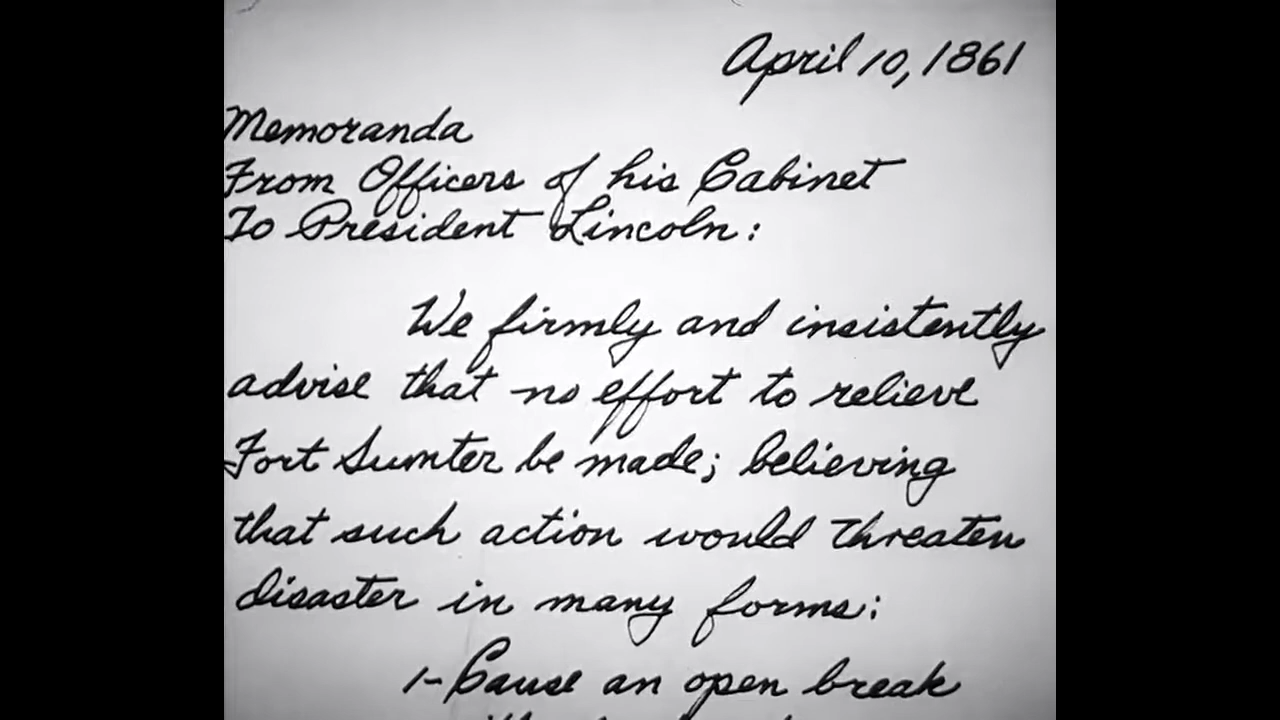 April 10, 1861
Memoranda
From Officers of his Cabinet
To President Lincoln:
We firmly and insistently
advise that no effort to relieve
Fort Sumter be made; believing
that such action would threaten
disaster in many forms:
1- Cause an open break